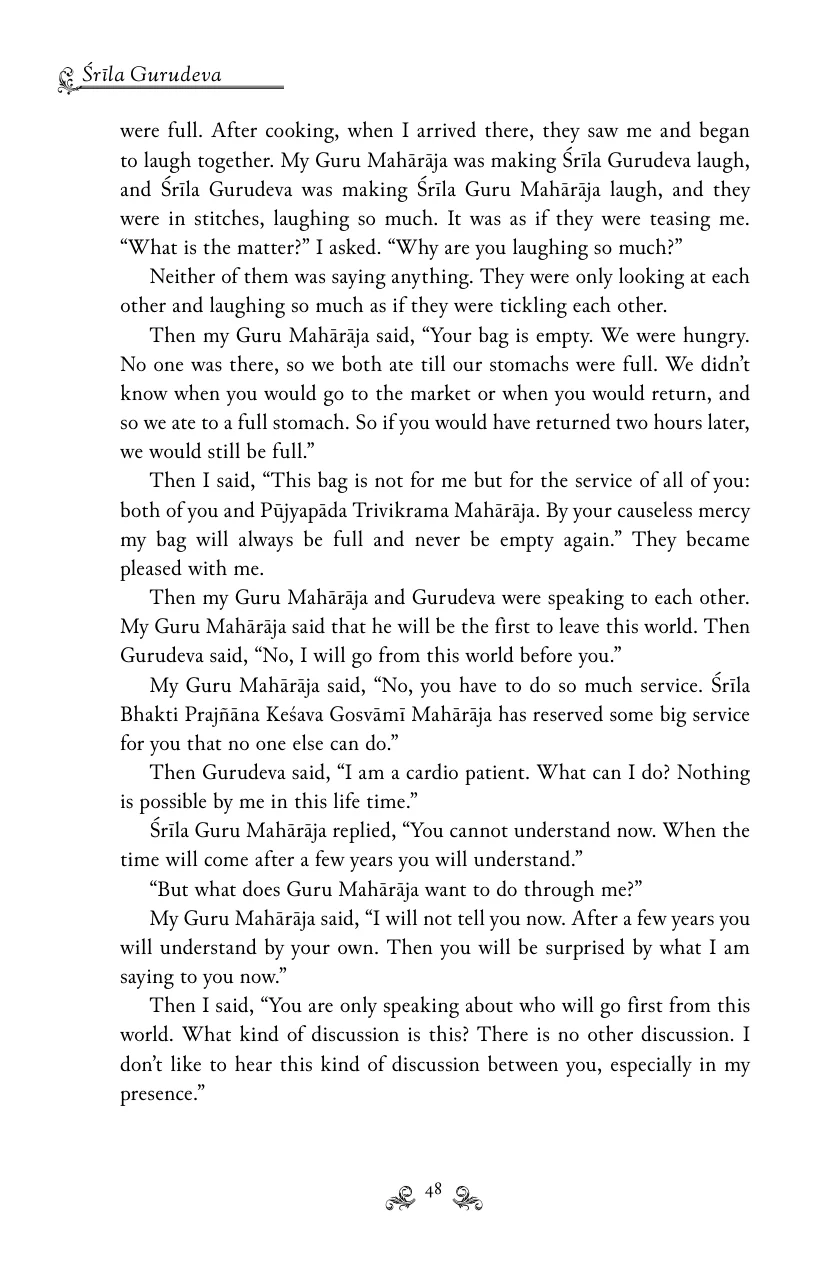 Śrīla Gurudeva
were full. After cooking, when I arrived there, they saw me and began
to laugh together. My Guru Mahārāja was making Śrīla Gurudeva laugh,
and Śrīla Gurudeva was making Śrīla Guru Mahārāja laugh, and they
were in stitches, laughing so much. It was as if they were teasing me.
“What is the matter?” I asked. “Why are you laughing so much?”
Neither of them was saying anything. They were only looking at each
other and laughing so much as if they were tickling each other.
Then my Guru Mahārāja said, “Your bag is empty. We were hungry.
No one was there, so we both ate till our stomachs were full. We didn’t
know when you would go to the market or when you would return, and
so we ate to a full stomach. So if you would have returned two hours later,
we would still be full.”
Then I said, “This bag is not for me but for the service of all of you:
both of you and Pūjyapāda Trivikrama Mahārāja. By your causeless mercy
my bag will always be full and never be empty again.” They became
pleased with me.
Then my Guru Mahārāja and Gurudeva were speaking to each other.
My Guru Mahārāja said that he will be the first to leave this world. Then
Gurudeva said, “No, I will go from this world before you.”
My Guru Mahārāja said, “No, you have to do so much service. Śrīla
Bhakti Prajñāna Keśava Gosvāmī Mahārāja has reserved some big service
for you that no one else can do.”
Then Gurudeva said, “I am a cardio patient. What can I do? Nothing
is possible by me in this life time.”
Śrīla Guru Mahārāja replied, “You cannot understand now. When the
time will come after a few years you will understand.”
“But what does Guru Mahārāja want to do through me?”
My Guru Mahārāja said, “I will not tell you now. After a few years you
will understand by your own. Then you will be surprised by what I am
saying to you now.”
Then I said, “You are only speaking about who will go first from this
world. What kind of discussion is this? There is no other discussion. I
don’t like to hear this kind of discussion between you, especially in my
presence.”
48